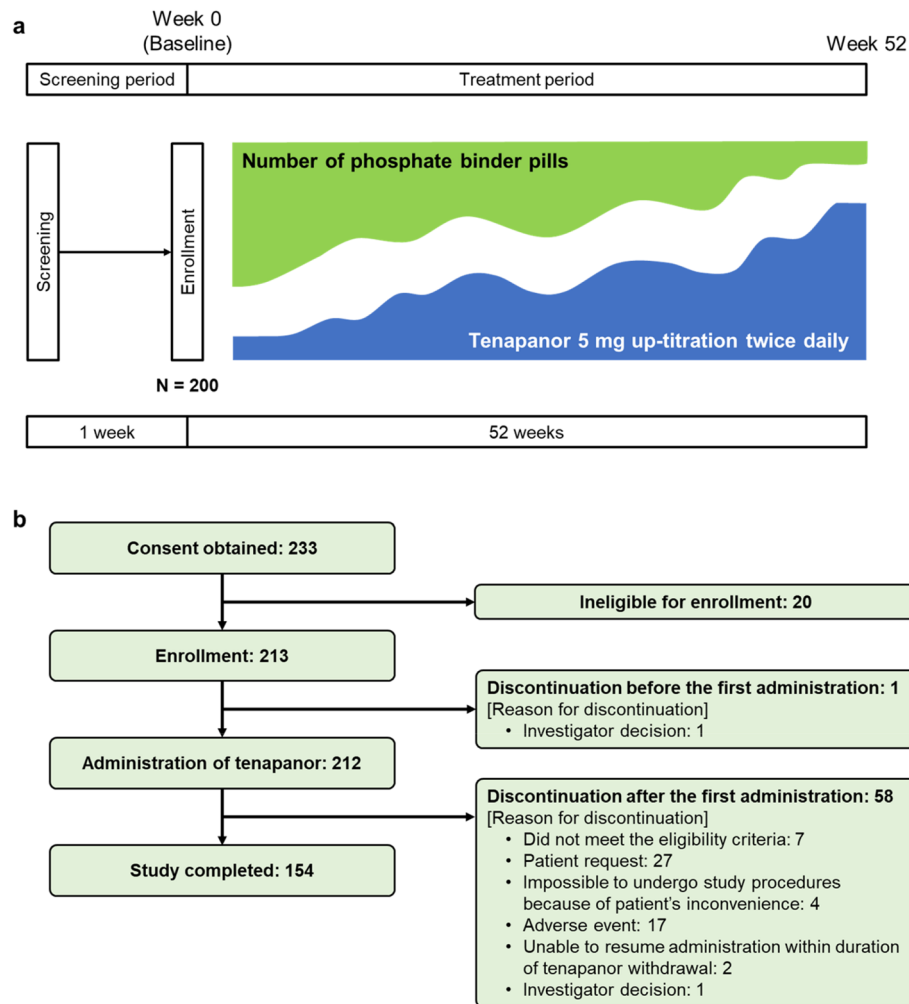 a
Week 0
(Baseline)
Week 52
Screening period
Treatment period
Number of phosphate binder pills
Screening
Enrollment
Tenapanor 5 mg up-titration twice daily
N = 200
1 week
52 weeks
b
Consent obtained: 233
Ineligible for enrollment: 20
Enrollment: 213
Discontinuation before the first administration: 1
[Reason for discontinuation]
• Investigator decision: 1
Administration of tenapanor: 212
Discontinuation after the first administration: 58
[Reason for discontinuation]
• Did not meet the eligibility criteria: 7
• Patient request: 27
• Impossible to undergo study procedures
because of patient's inconvenience: 4
• Adverse event: 17
• Unable to resume administration within duration
of tenapanor withdrawal: 2
• Investigator decision: 1
Study completed: 154